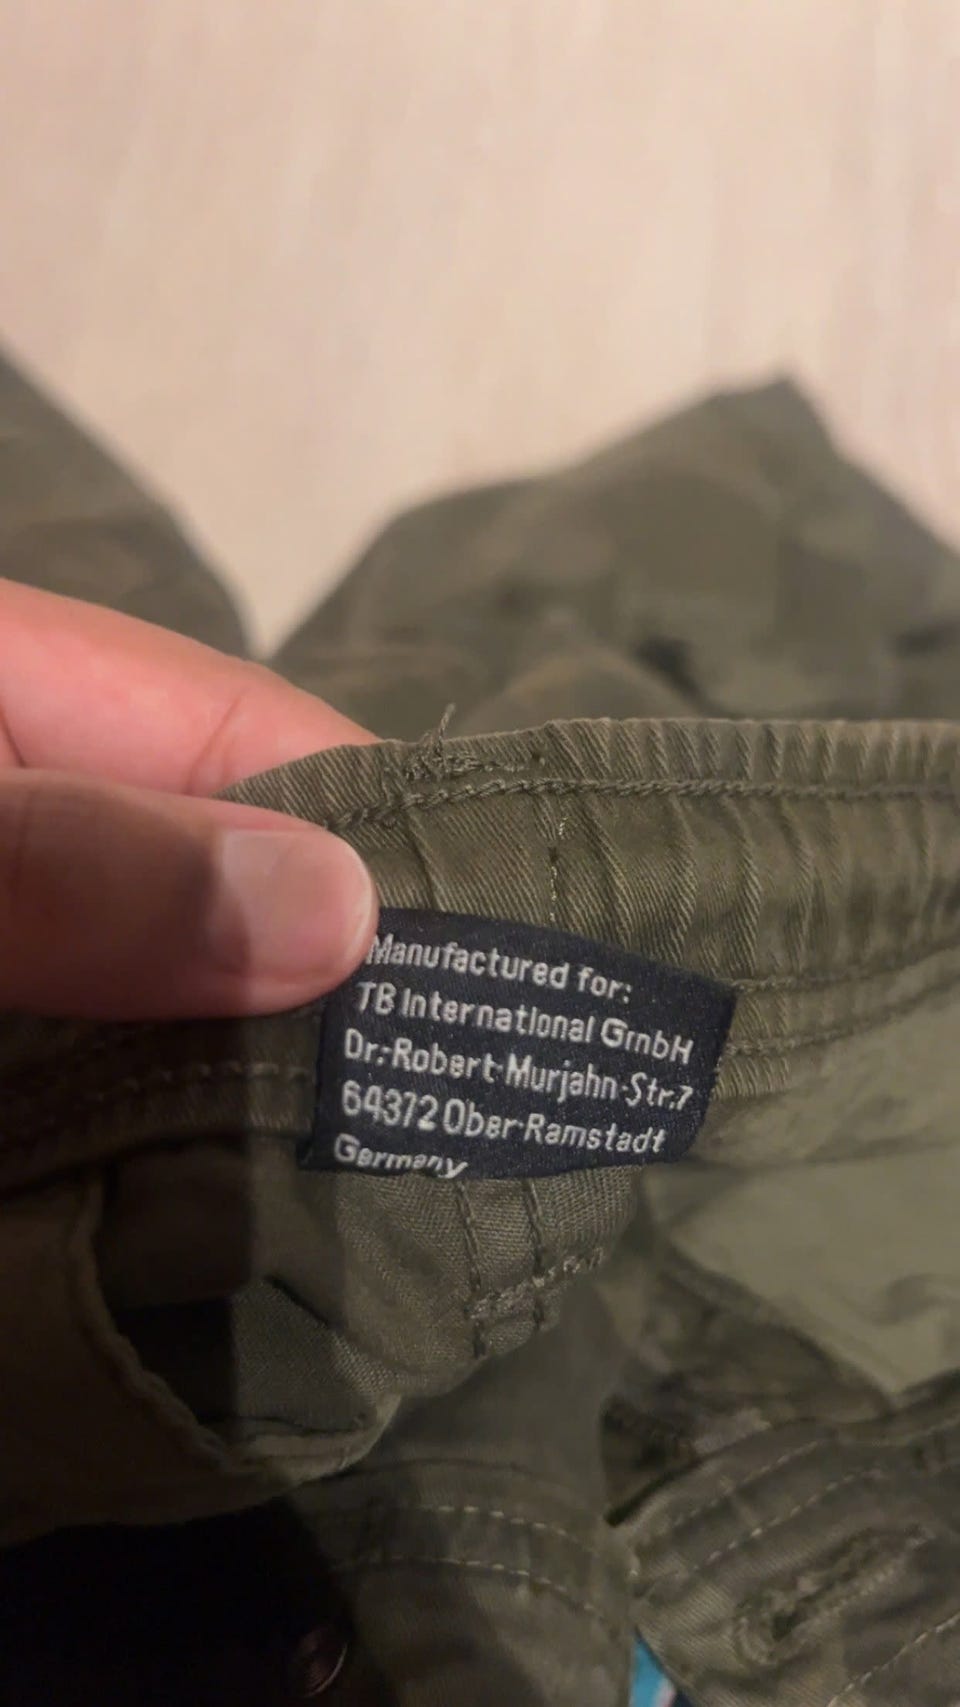 Manufactured for:
TB International GmbH
Dr.-Robert-Murjahn-Str.7
64372 Ober-Ramstadt
Germany